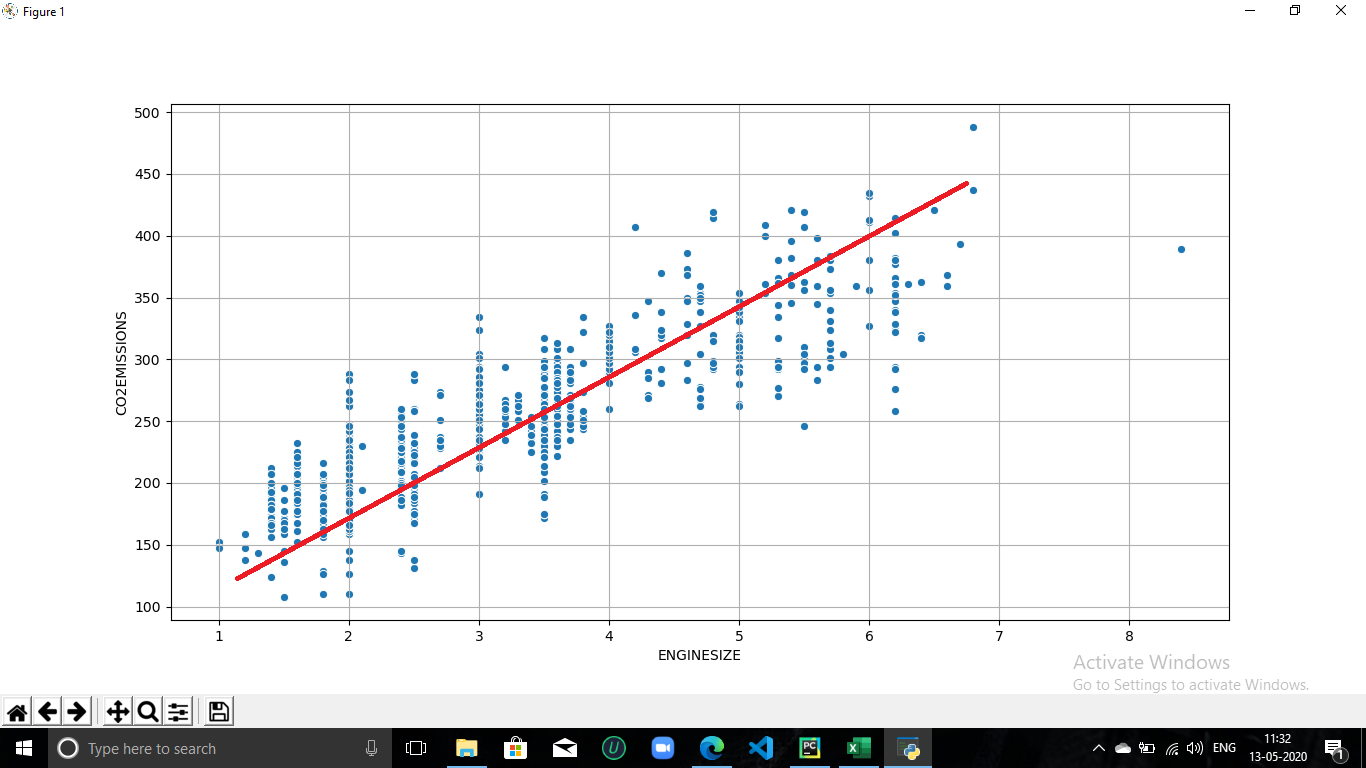 Figure 1
500
450
400
350
300
250
200
150
100
CO2EMISSIONS
1 2 3 4 5 6 7 8
ENGINESIZE
Activate Windows
Go to Settings to activate Windows.
Type here to search
U
PC
X
ENG
11:32
13-05-2020
1